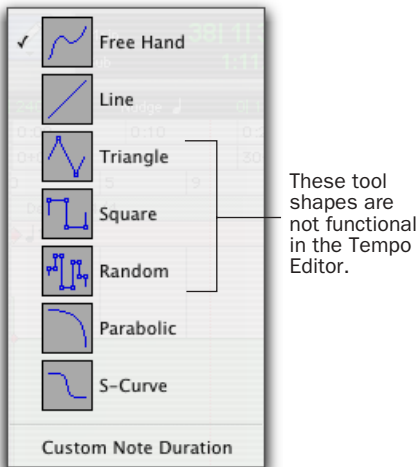 ✓ Free Hand
Line
Triangle
Square
Random
Parabolic
S-Curve
Custom Note Duration
These tool
shapes are
not functional
in the Tempo
Editor.